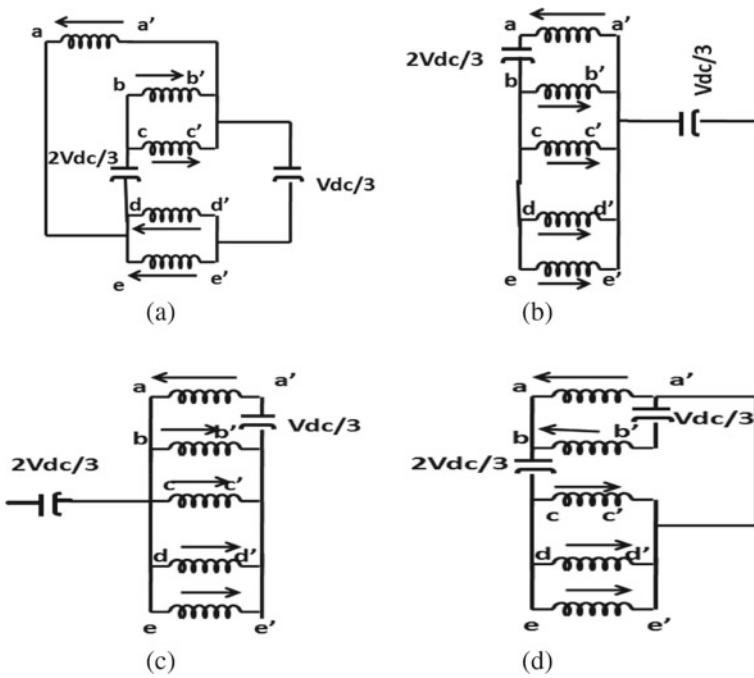 a a'
b b'
c c'
2Vdc/3
Vdc/3
d d'
e e'
(a)
a a'
2Vdc/3
Vdc/3
b b'
c c'
d d'
e e'
(b)
a a'
Vdc/3
b b'
2Vdc/3
c c'
d d'
e e'
(c)
a a'
Vdc/3
b b'
2Vdc/3
c c'
d d'
e e'
(d)